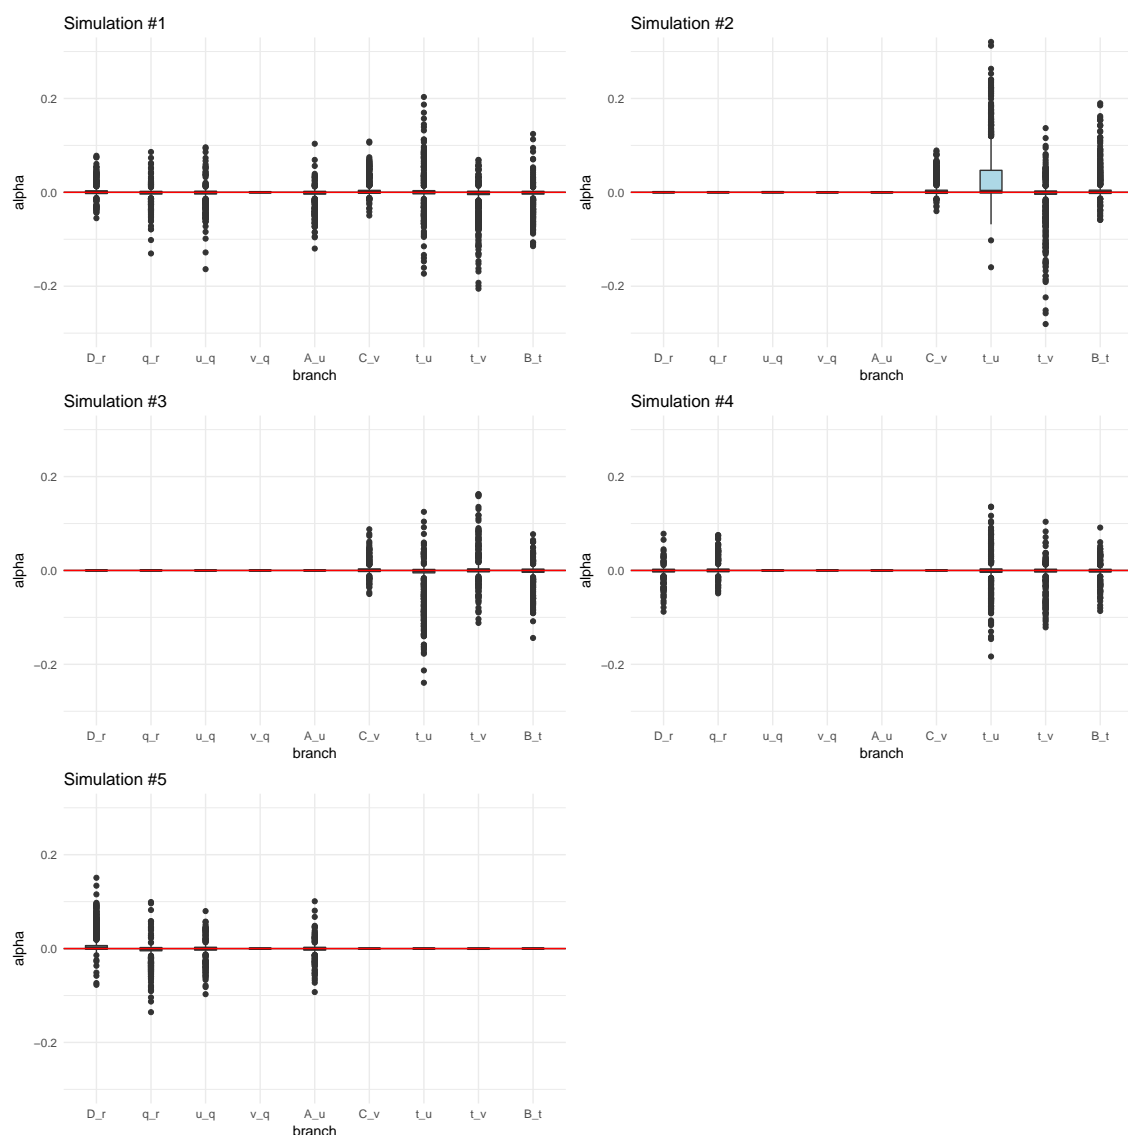 Simulation #1
0.2
0.0
−0.2
alpha
D_r q_r u_q v_q A_u C_v t_u t_v B_t
branch
Simulation #2
0.2
0.0
−0.2
alpha
D_r q_r u_q v_q A_u C_v t_u t_v B_t
branch
Simulation #3
0.2
0.0
−0.2
alpha
D_r q_r u_q v_q A_u C_v t_u t_v B_t
branch
Simulation #4
0.2
0.0
−0.2
alpha
D_r q_r u_q v_q A_u C_v t_u t_v B_t
branch
Simulation #5
0.2
0.0
−0.2
alpha
D_r q_r u_q v_q A_u C_v t_u t_v B_t
branch